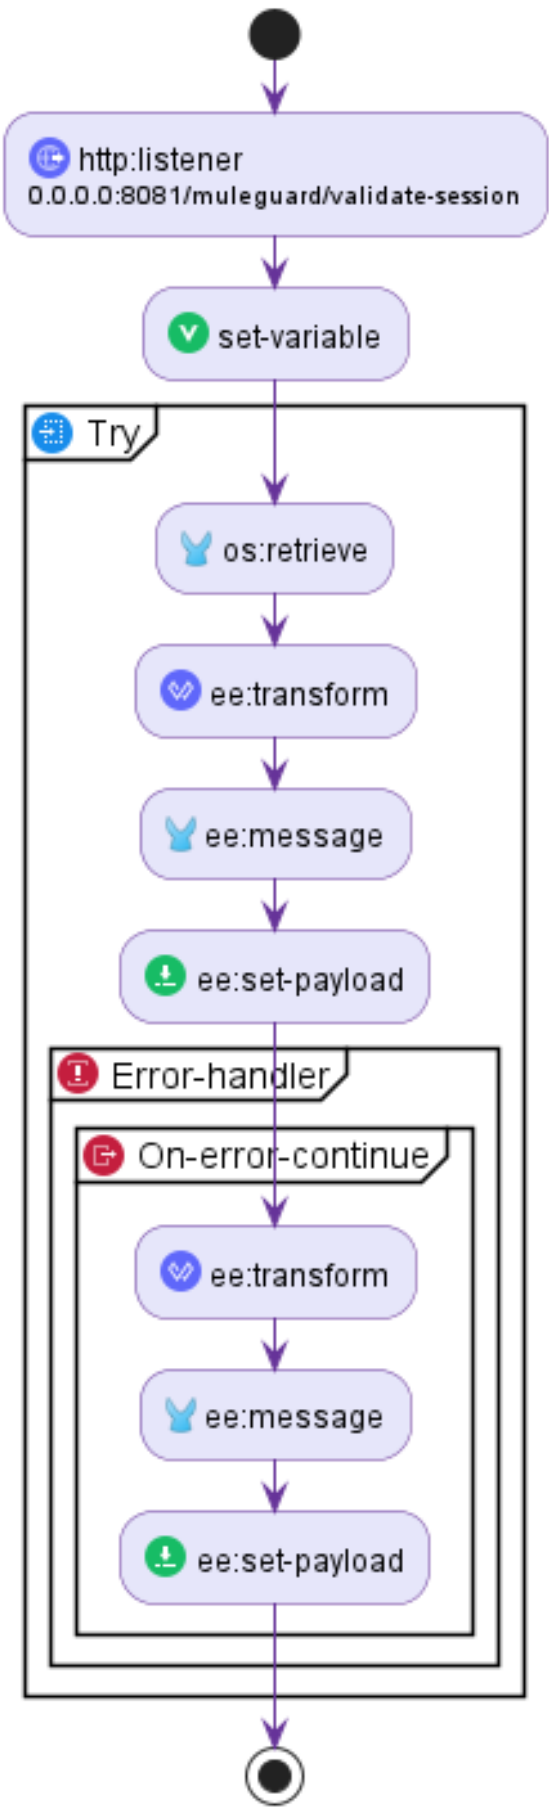 http:listener
0.0.0.0:8081/muleguard/validate-session
set-variable
Try
os:retrieve
ee:transform
ee:message
ee:set-payload
Error-handler
On-error-continue
ee:transform
ee:message
ee:set-payload